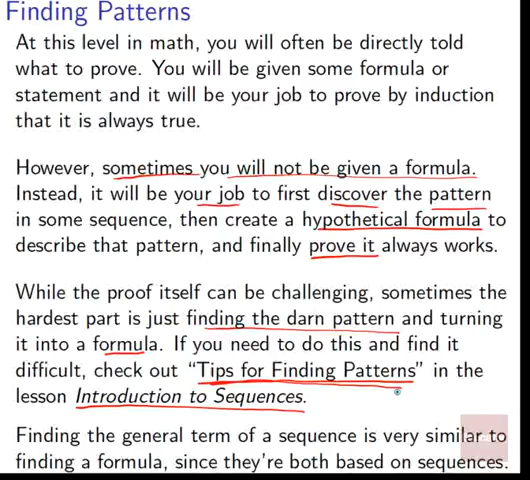 Finding Patterns
At this level in math, you will often be directly told
what to prove. You will be given some formula or
statement and it will be your job to prove by induction
that it is always true.
However, sometimes you will not be given a formula.
Instead, it will be your job to first discover the pattern
in some sequence, then create a hypothetical formula to
describe that pattern, and finally prove it always works.
While the proof itself can be challenging, sometimes the
hardest part is just finding the darn pattern and turning
it into a formula. If you need to do this and find it
difficult, check out “Tips for Finding Patterns” in the
lesson Introduction to Sequences.
Finding the general term of a sequence is very similar to
finding a formula, since they're both based on sequences.